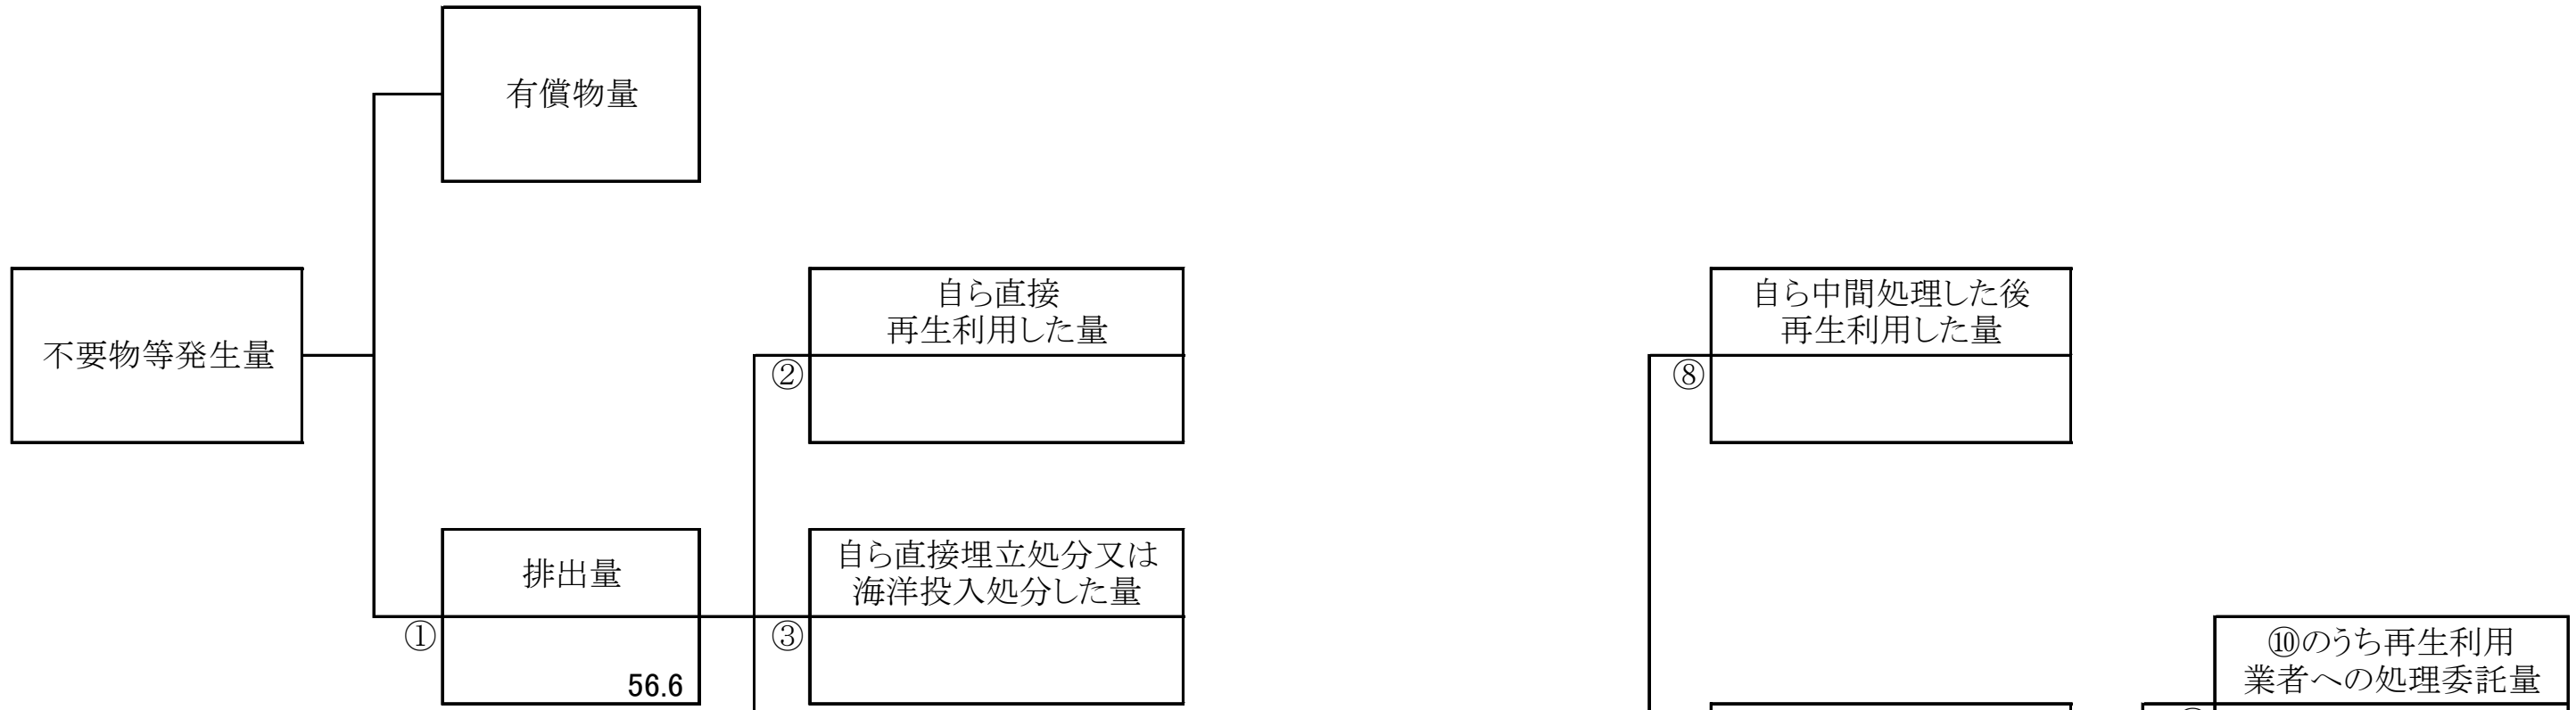 有償物量
不要物等発生量
自ら直接
再生利用した量
②
自ら中間処理した後
再生利用した量
⑧
排出量
①
56.6
自ら直接埋立処分又は
海洋投入処分した量
③
⑩のうち再生利用
業者への処理委託量